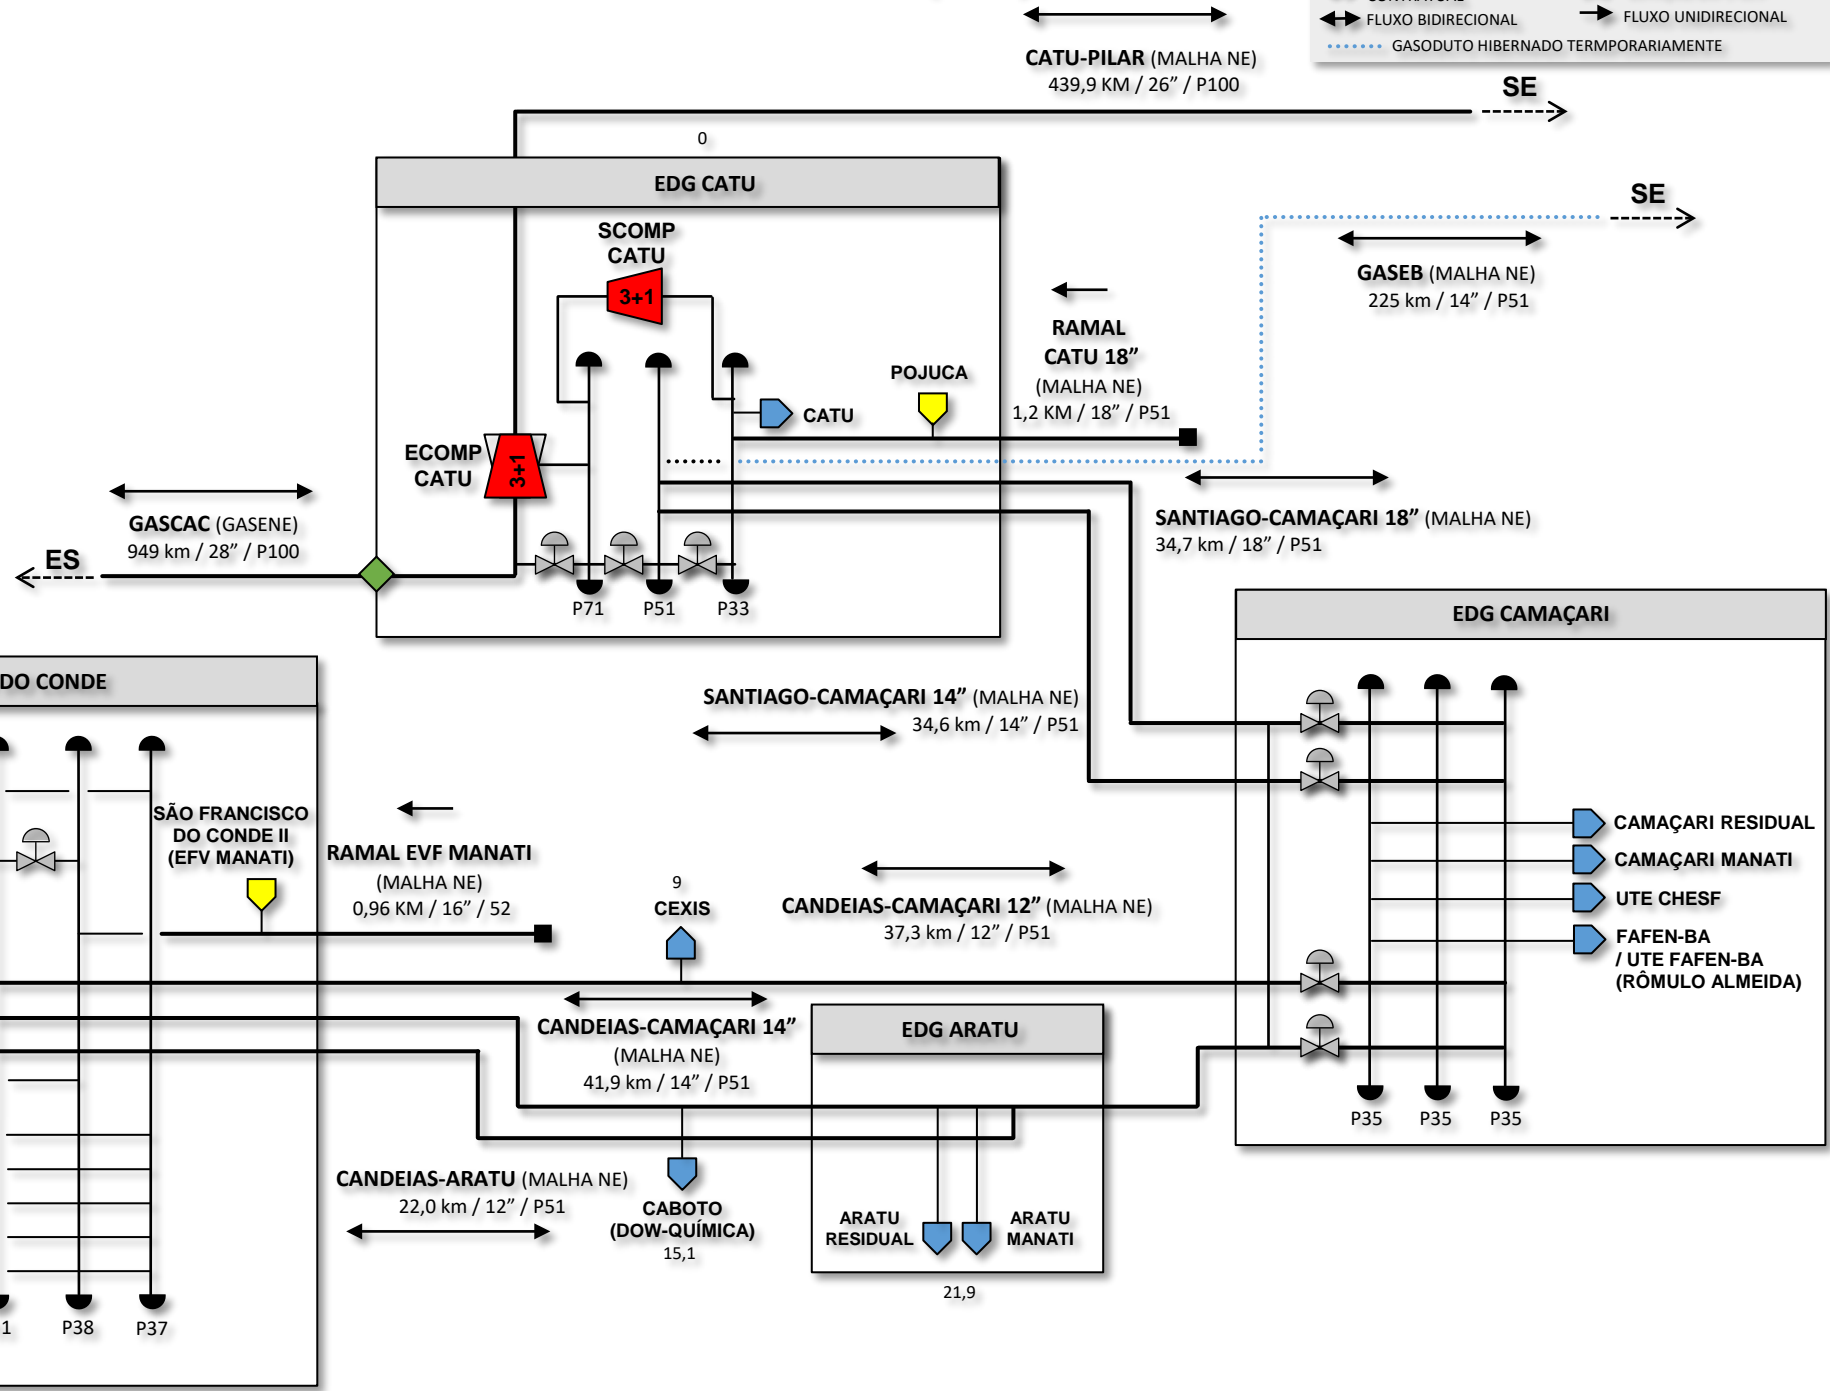 FLUXO BIDIRECIONAL
FLUXO UNIDIRECIONAL
GASODUTO HIBERNADO TERMPORARIAMENTE
CATU-PILAR (MALHA NE)
439,9 KM / 26” / P100
SE
0
EDG CATU
SCOMP
CATU
3+1
SE
GASEB (MALHA NE)
225 km / 14” / P51
RAMAL
CATU 18”
(MALHA NE)
1,2 KM / 18” / P51
POJUCA
CATU
ECOMP
CATU
3+1
GASCAC (GASENE)
949 km / 28” / P100
ES
SANTIAGO-CAMAÇARI 18” (MALHA NE)
34,7 km / 18” / P51
P71
P51
P33
EDG CAMAÇARI
DO CONDE
SANTIAGO-CAMAÇARI 14” (MALHA NE)
34,6 km / 14” / P51
SÃO FRANCISCO
DO CONDE II
(EFV MANATI)
RAMAL EVF MANATI
(MALHA NE)
0,96 KM / 16” / 52
9
CEXIS
CANDEIAS-CAMAÇARI 12” (MALHA NE)
37,3 km / 12” / P51
CAMAÇARI RESIDUAL
CAMAÇARI MANATI
UTE CHESF
FAFEN-BA
/ UTE FAFEN-BA
(RÔMULO ALMEIDA)
CANDEIAS-CAMAÇARI 14”
(MALHA NE)
41,9 km / 14” / P51
EDG ARATU
P35
P35
P35
CANDEIAS-ARATU (MALHA NE)
22,0 km / 12” / P51
CABOTO
(DOW-QUÍMICA)
15,1
ARATU
RESIDUAL
ARATU
MANATI
21,9
1
P38
P37